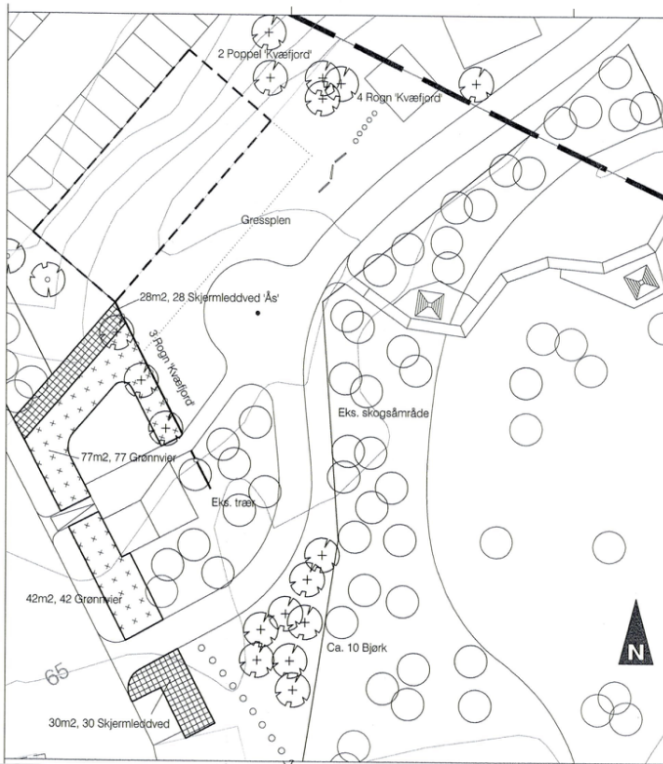 2 Poppel 'Kvæfjord'
4 Rogn 'Kvæfjord'
Gressplen
28m2, 28 Skjermleddved 'Ås'
3 Rogn 'Kvæfjord'
Eks. skogsåmråde
77m2, 77 Grønnvier
Eks. trær
42m2, 42 Grønnvier
N
Ca. 10 Bjørk
65
30m2, 30 Skjermleddved